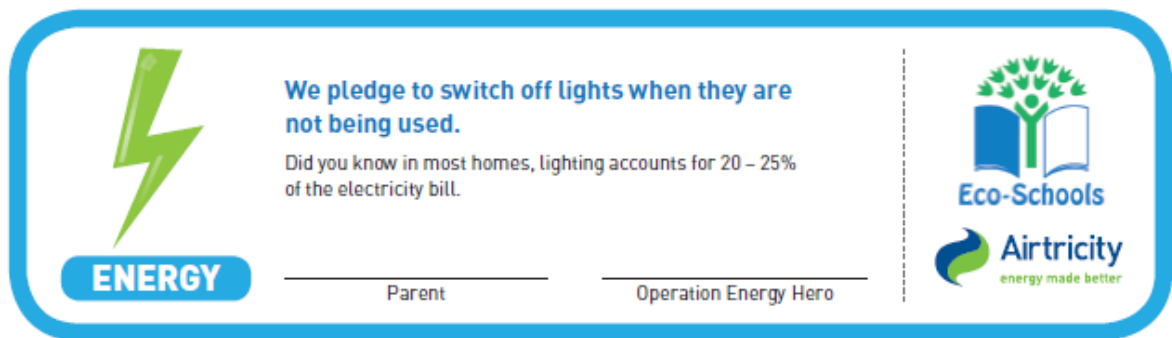 We pledge to switch off lights when they are
not being used.
Did you know in most homes, lighting accounts for 20 – 25%
of the electricity bill.
ENERGY
Parent
Operation Energy Hero
Eco-Schools
Airtricity
energy made better